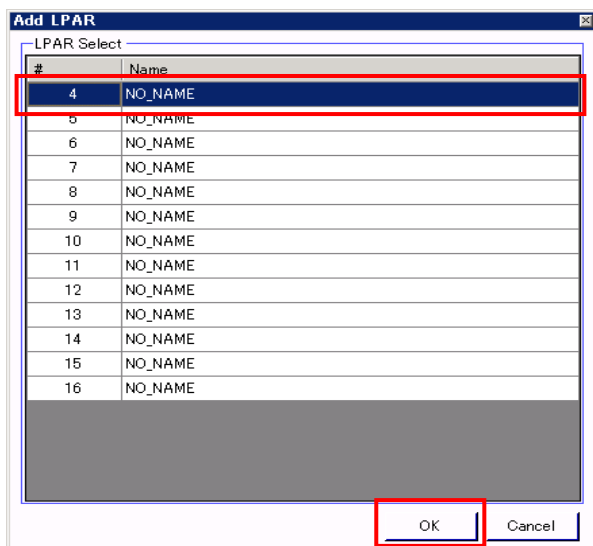 Add LPAR
LPAR Select
# Name
4 NO_NAME
5 NO_NAME
6 NO_NAME
7 NO_NAME
8 NO_NAME
9 NO_NAME
10 NO_NAME
11 NO_NAME
12 NO_NAME
13 NO_NAME
14 NO_NAME
15 NO_NAME
16 NO_NAME
OK Cancel